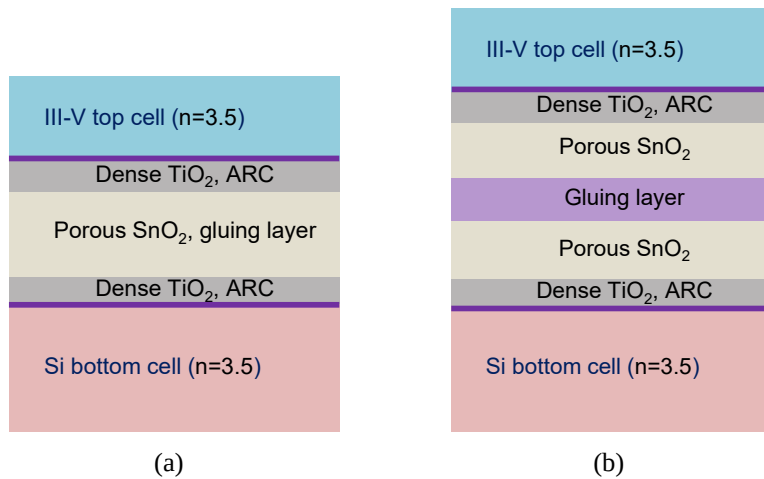 III-V top cell (n=3.5)
Dense TiO₂, ARC
Porous SnO₂, gluing layer
Dense TiO₂, ARC
Si bottom cell (n=3.5)
(a)
III-V top cell (n=3.5)
Dense TiO₂, ARC
Porous SnO₂
Gluing layer
Porous SnO₂
Dense TiO₂, ARC
Si bottom cell (n=3.5)
(b)